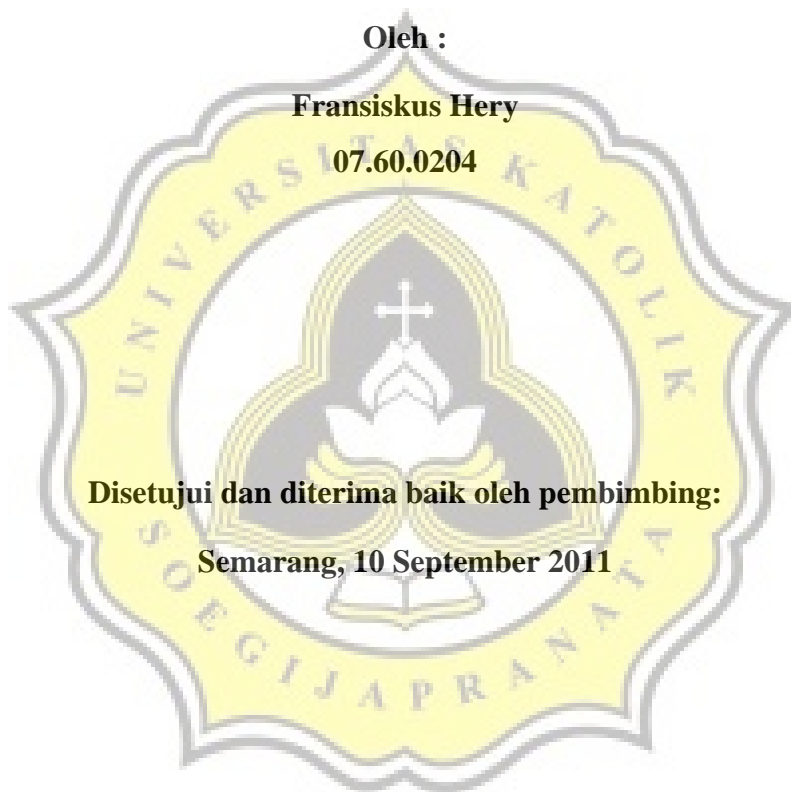 Oleh :
Fransiskus Hery
07.60.0204
UNIVERSITAS KATOLIK
Disetujui dan diterima baik oleh pembimbing:
Semarang, 10 September 2011
SOEGIJAPRANATA